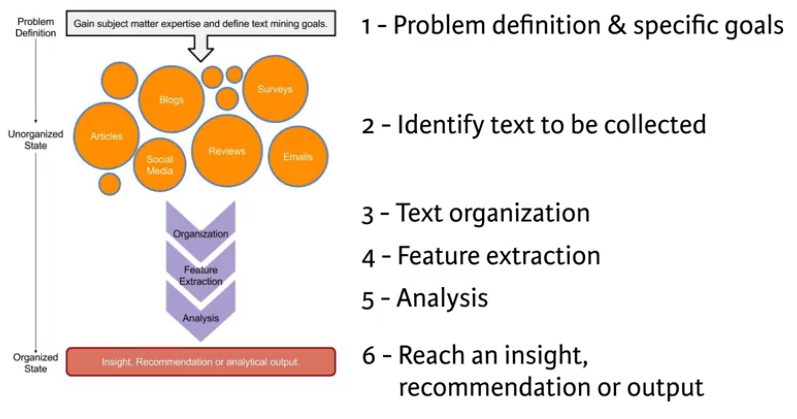 Problem
Definition
Gain subject matter expertise and define text mining goals.
Blogs
Surveys
Unorganized
State
Articles
Social
Media
Reviews
Emails
Organization
Feature
Extraction
Analysis
Organized
State
Insight, Recommendation or analytical output.
1 - Problem definition & specific goals
2 - Identify text to be collected
3 - Text organization
4 - Feature extraction
5 - Analysis
6 - Reach an insight,
recommendation or output